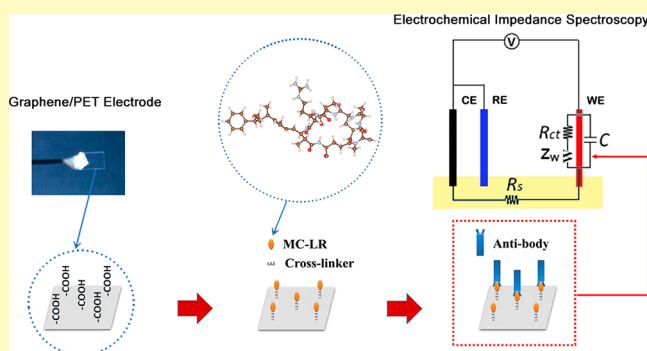 Electrochemical Impedance Spectroscopy
V
Graphene/PET Electrode
CE
RE
WE
Rct
C
Zw
Rs
MC-LR
Cross-linker
Anti-body
-COOH
-COOH
-COOH
-COOH
-COOH